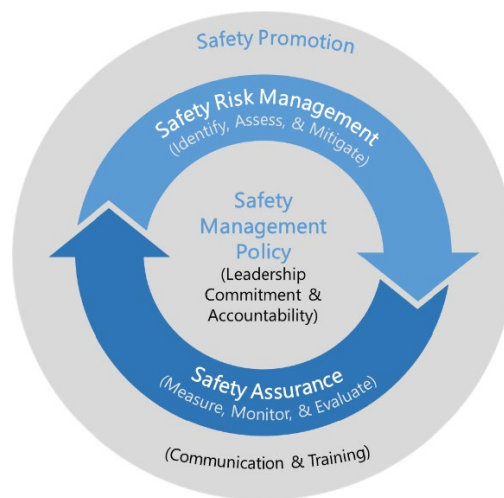 Safety Promotion
Safety Risk Management
(Identify, Assess, & Mitigate)
Safety
Management
Policy
(Leadership
Commitment &
Accountability)
Safety Assurance
(Measure, Monitor, & Evaluate)
(Communication & Training)